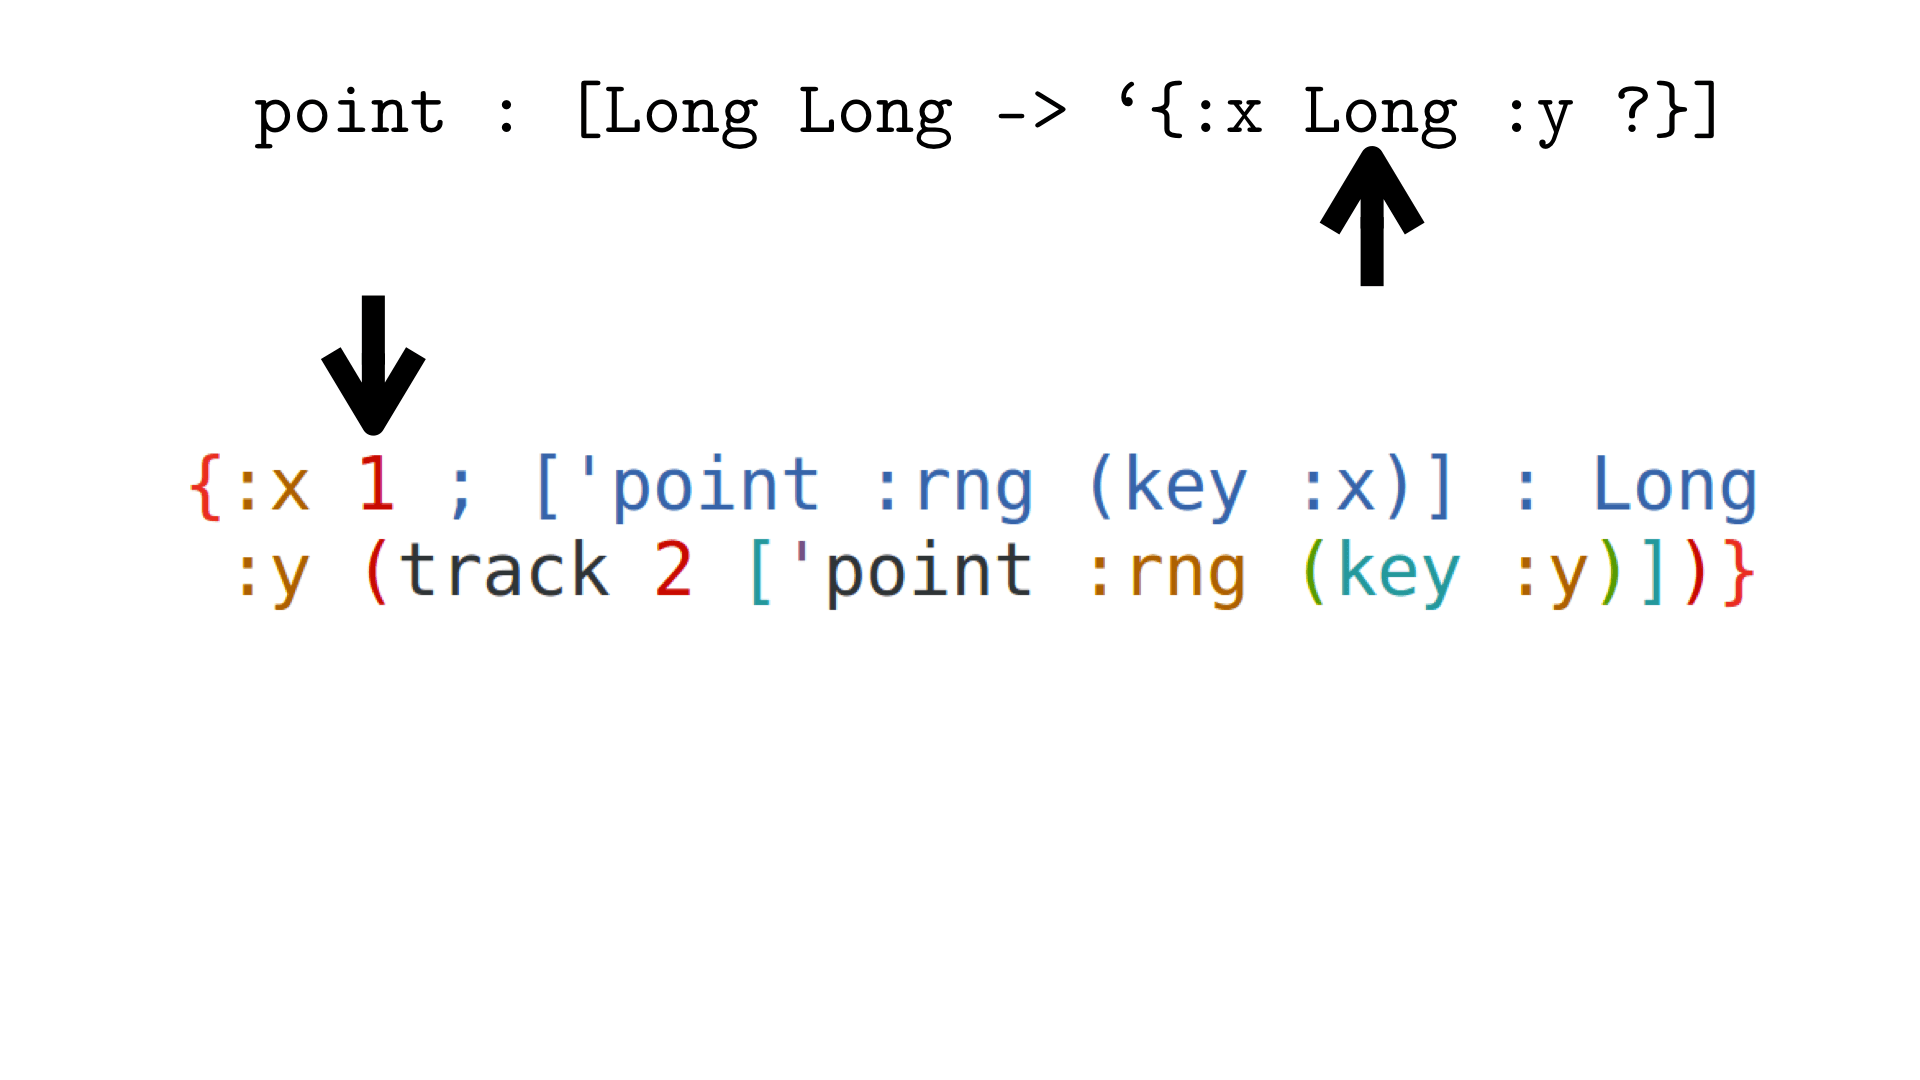 point : [Long Long -> ‘{:x Long :y ?}]
{:x 1 ; ['point :rng (key :x)] : Long
:y (track 2 ['point :rng (key :y)])}